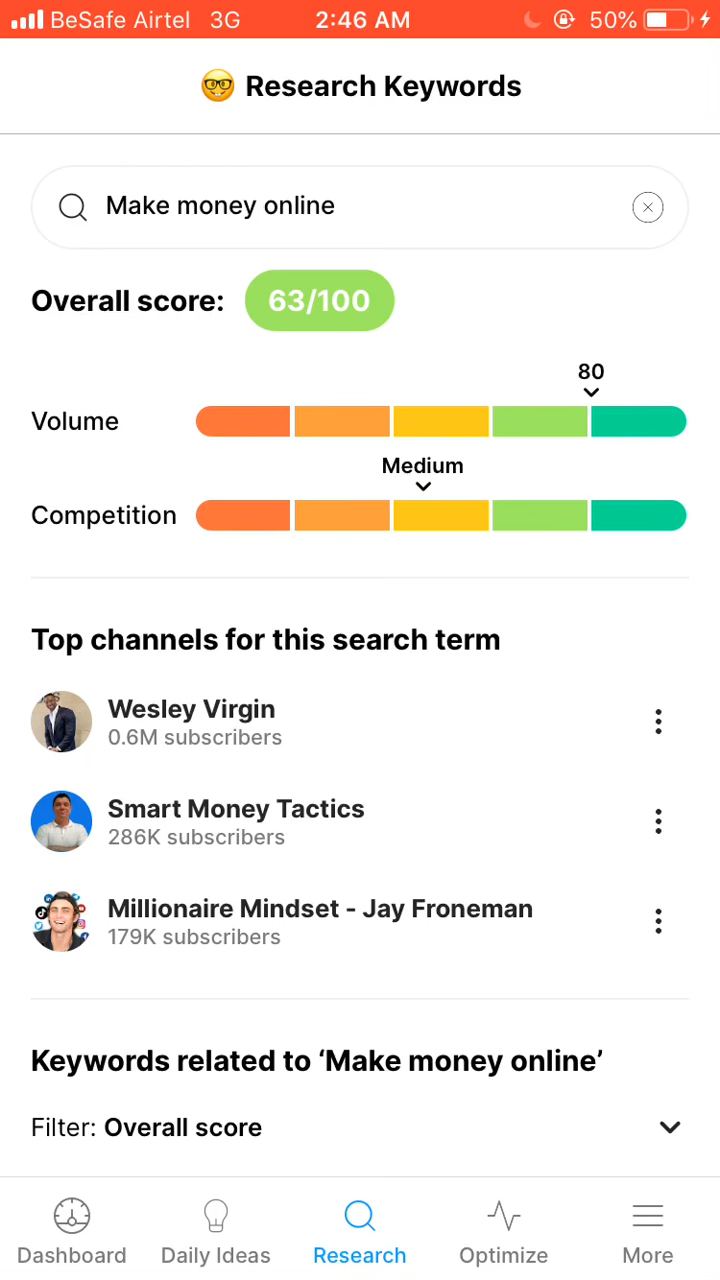 BeSafe Airtel 3G 2:46 AM 50%
Research Keywords
Make money online
Overall score: 63/100
80
Volume
Medium
Competition
Top channels for this search term
Wesley Virgin
0.6M subscribers
Smart Money Tactics
286K subscribers
Millionaire Mindset - Jay Froneman
179K subscribers
Keywords related to ‘Make money online’
Filter: Overall score
Dashboard Daily Ideas Research Optimize More